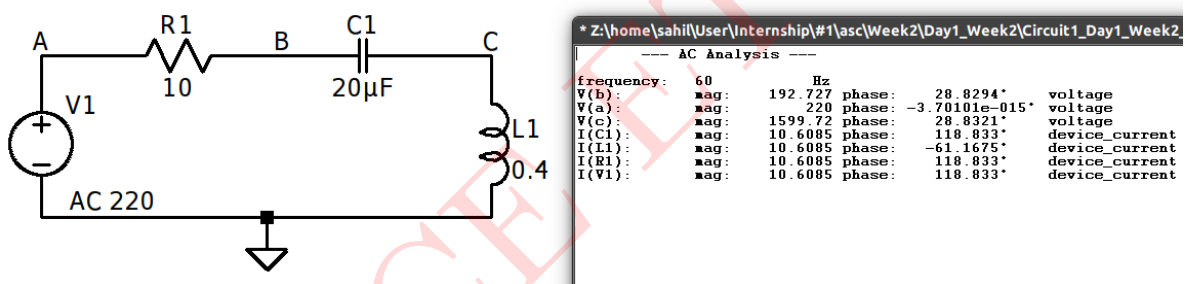 A
R1
B
C1
C
10
20µF
V1
L1
0.4
AC 220
* Z:\home\sahil\User\Internship\#1\asc\Week2\Day1_Week2\Circuit1_Day1_Week2_
--- AC Analysis ---
frequency: 60 Hz
V(b): mag: 192.727 phase: 28.8294° voltage
V(a): mag: 220 phase: -3.70101e-015° voltage
V(c): mag: 1599.72 phase: 28.8321° voltage
I(C1): mag: 10.6085 phase: 118.833° device_current
I(L1): mag: 10.6085 phase: -61.1675° device_current
I(R1): mag: 10.6085 phase: 118.833° device_current
I(V1): mag: 10.6085 phase: 118.833° device_current